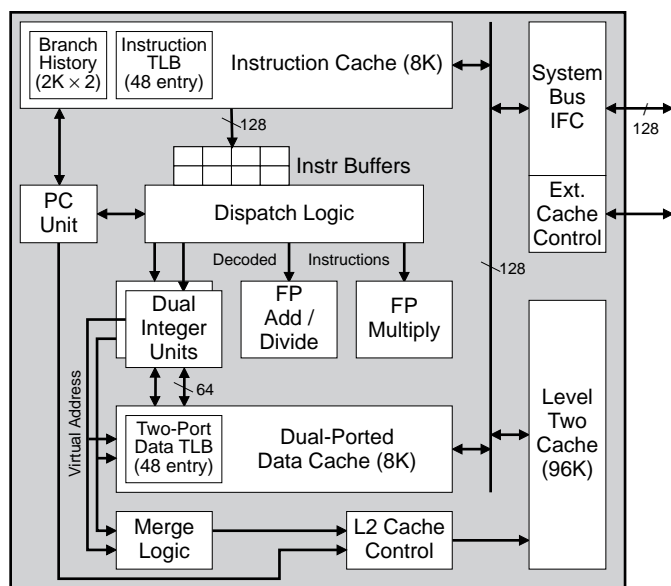 Branch
History
(2K × 2)
Instruction
TLB
(48 entry)
Instruction Cache (8K)
System
Bus
IFC
128
128
Instr Buffers
PC
Unit
Dispatch Logic
Ext.
Cache
Control
Decoded Instructions
128
Dual
Integer
Units
FP
Add /
Divide
FP
Multiply
64
Virtual Address
Two-Port
Data TLB
(48 entry)
Dual-Ported
Data Cache (8K)
Level
Two
Cache
(96K)
Merge
Logic
L2 Cache
Control